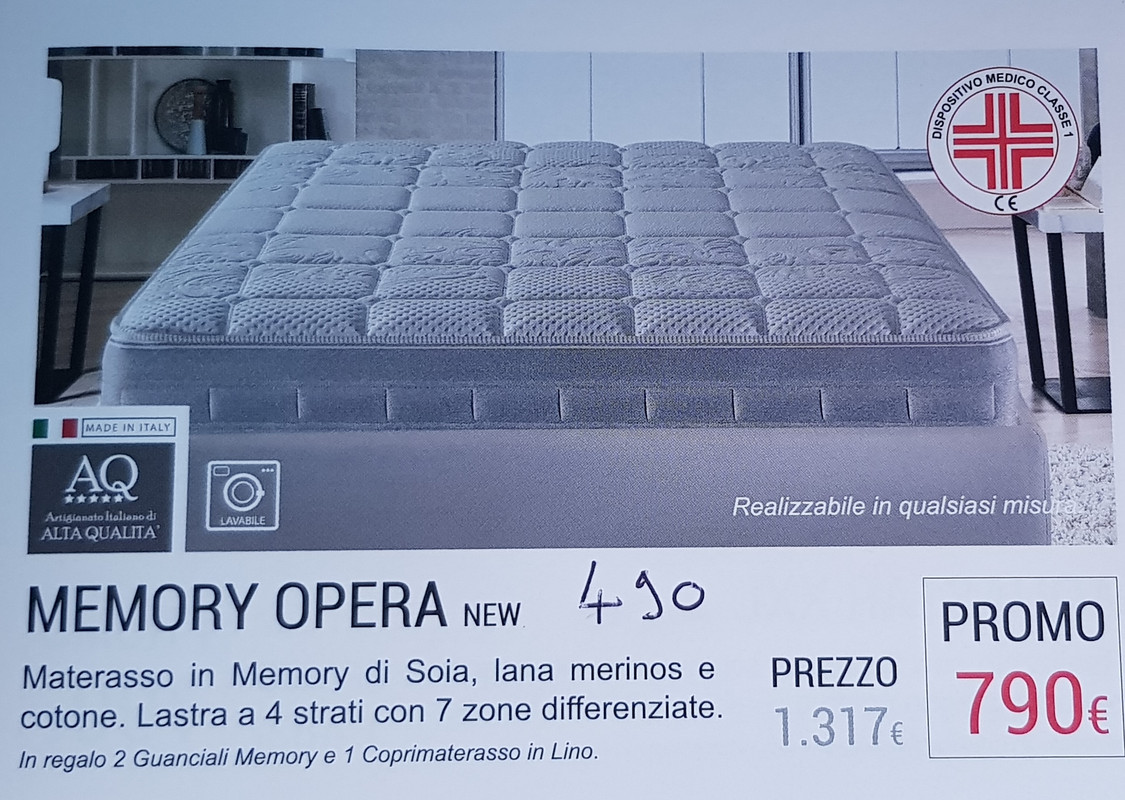 DISPOSITIVO MEDICO CLASSE 1
CE
MADE IN ITALY
AQ
Artigianato Italiano di
ALTA QUALITA'
LAVABILE
Realizzabile in qualsiasi misura
MEMORY OPERA NEW 490
Materasso in Memory di Soia, lana merinos e
cotone. Lastra a 4 strati con 7 zone differenziate.
In regalo 2 Guanciali Memory e 1 Coprimaterasso in Lino.
PREZZO
1.317€
PROMO
790€